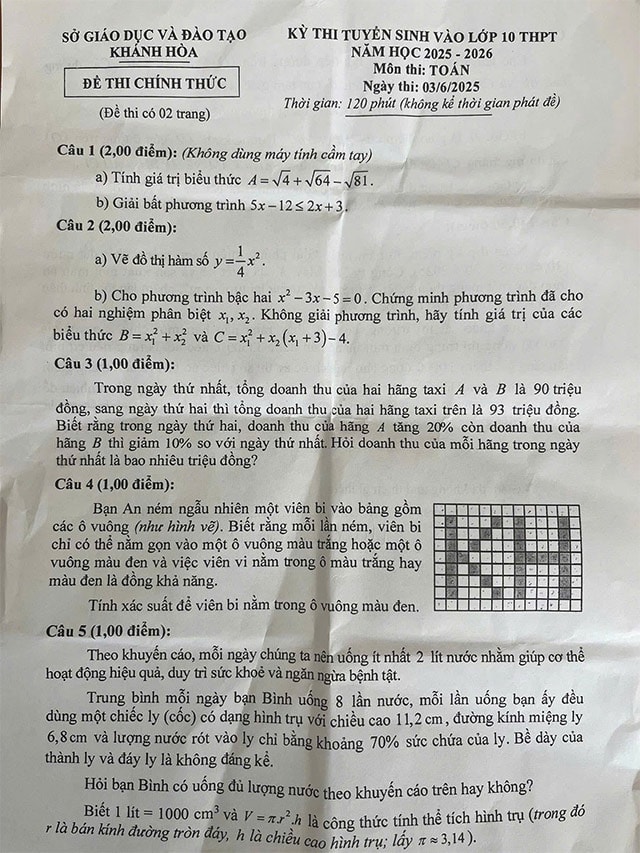 SỞ GIÁO DỤC VÀ ĐÀO TẠO
KHÁNH HÒA
ĐỀ THI CHÍNH THỨC
(Đề thi có 02 trang)
KỲ THI TUYỂN SINH VÀO LỚP 10 THPT
NĂM HỌC 2025 - 2026
Môn thi: TOÁN
Ngày thi: 03/6/2025
Thời gian: 120 phút (không kể thời gian phát đề)
Câu 1 (2,00 điểm): (Không dùng máy tính cầm tay)
a) Tính giá trị biểu thức A = √4 + √64 − √81.
b) Giải bất phương trình 5x − 12 ≤ 2x + 3.
Câu 2 (2,00 điểm):
a) Vẽ đồ thị hàm số y = 1/4 x².
b) Cho phương trình bậc hai x² − 3x − 5 = 0. Chứng minh phương trình đã cho
có hai nghiệm phân biệt x₁, x₂. Không giải phương trình, hãy tính giá trị của các
biểu thức B = x₁² + x₂² và C = x₁² + x₂(x₁ + 3) − 4.
Câu 3 (1,00 điểm):
Trong ngày thứ nhất, tổng doanh thu của hai hãng taxi A và B là 90 triệu
đồng, sang ngày thứ hai thì tổng doanh thu của hai hãng taxi trên là 93 triệu đồng.
Biết rằng trong ngày thứ hai, doanh thu của hãng A tăng 20% còn doanh thu của
hãng B thì giảm 10% so với ngày thứ nhất. Hỏi doanh thu của mỗi hãng trong ngày
thứ nhất là bao nhiêu triệu đồng?
Câu 4 (1,00 điểm):
Bạn An ném ngẫu nhiên một viên bi vào bảng gồm
các ô vuông (như hình vẽ). Biết rằng mỗi lần ném, viên bi
chỉ có thể nằm gọn vào một ô vuông màu trắng hoặc một ô
vuông màu đen và việc viên vi nằm trong ô màu trắng hay
màu đen là đồng khả năng.
Tính xác suất để viên bi nằm trong ô vuông màu đen.
Câu 5 (1,00 điểm):
Theo khuyến cáo, mỗi ngày chúng ta nên uống ít nhất 2 lít nước nhằm giúp cơ thể
hoạt động hiệu quả, duy trì sức khoẻ và ngăn ngừa bệnh tật.
Trung bình mỗi ngày bạn Bình uống 8 lần nước, mỗi lần uống bạn ấy đều
dùng một chiếc ly (cốc) có dạng hình trụ với chiều cao 11,2 cm, đường kính miệng ly
6,8 cm và lượng nước rót vào ly chỉ bằng khoảng 70% sức chứa của ly. Bề dày của
thành ly và đáy ly là không đáng kể.
Hỏi bạn Bình có uống đủ lượng nước theo khuyến cáo trên hay không?
Biết 1 lít = 1000 cm³ và V = π.r².h là công thức tính thể tích hình trụ (trong đó
r là bán kính đường tròn đáy, h là chiều cao hình trụ; lấy π ≈ 3,14).